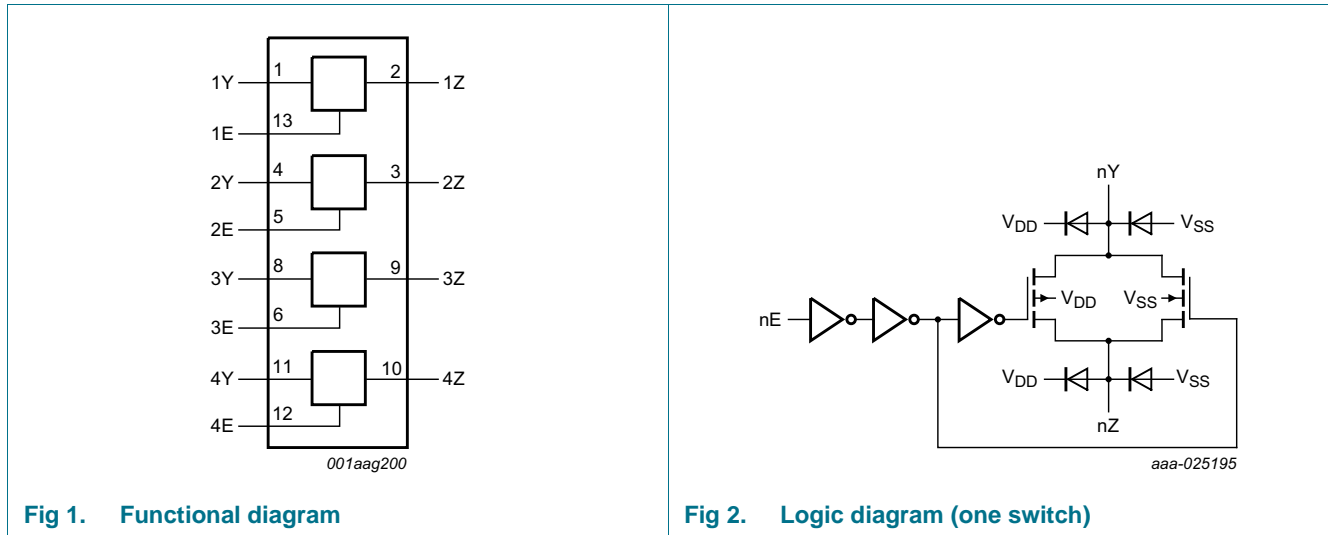 1Y 1 2 1Z
1E 13
2Y 4 3 2Z
2E 5
3Y 8 9 3Z
3E 6
4Y 11 10 4Z
4E 12
001aag200
Fig 1. Functional diagram
nY
VDD VSS
VDD VSS
nE
VDD VSS
nZ
aaa-025195
Fig 2. Logic diagram (one switch)